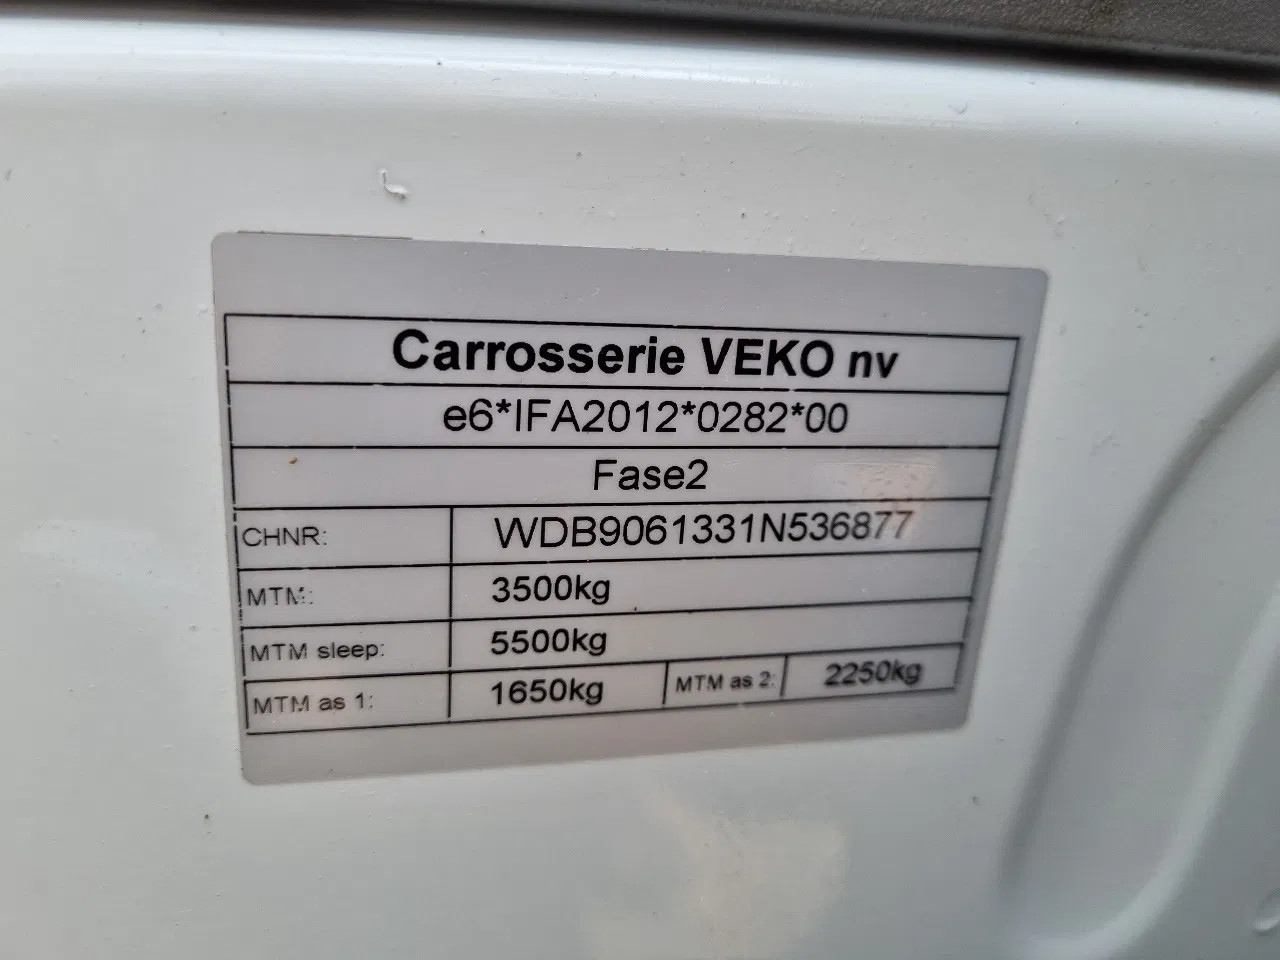 Carrosserie VEKO nv
e6*IFA2012*0282*00
Fase2
CHNR: WDB9061331N536877
MTM: 3500kg
MTM sleep: 5500kg
MTM as 1: 1650kg MTM as 2: 2250kg